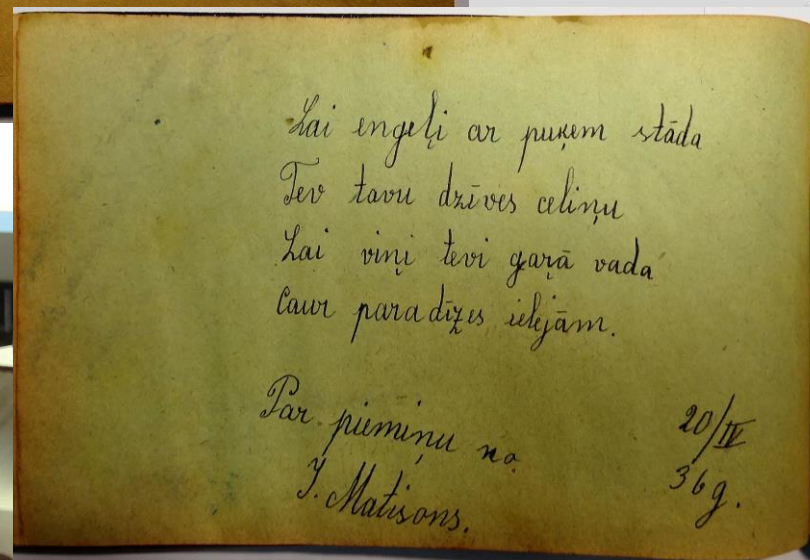 Lai engeļi ar puķem stāda
Tev tavu dzīves celiņu
Lai viņi tevi gaŗā vada
Caur paradīzes ielejām.
Par piemiņu no
J. Matisons.
20/IV
36 g.